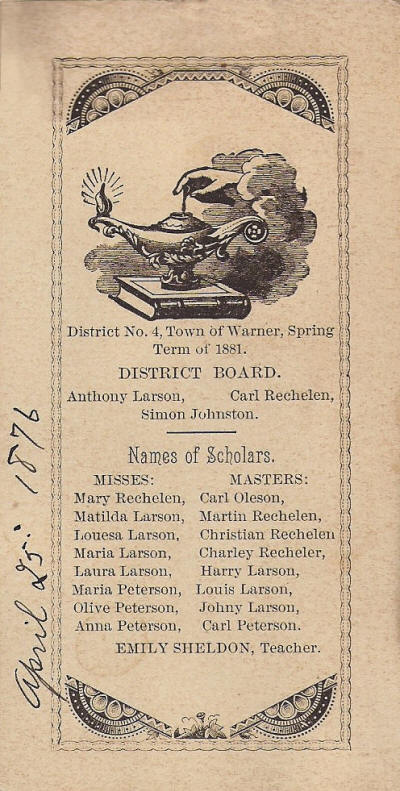 District No. 4, Town of Warner, Spring
Term of 1881.
DISTRICT BOARD.
Anthony Larson, Carl Rechelen,
Simon Johnston.
Names of Scholars.
MISSES: MASTERS:
Mary Rechelen, Carl Oleson,
Matilda Larson, Martin Rechelen,
Louesa Larson, Christian Rechelen
Maria Larson, Charley Recheler,
Laura Larson, Harry Larson,
Maria Peterson, Louis Larson,
Olive Peterson, Johny Larson,
Anna Peterson, Carl Peterson.
EMILY SHELDON, Teacher.
April 25. 1876